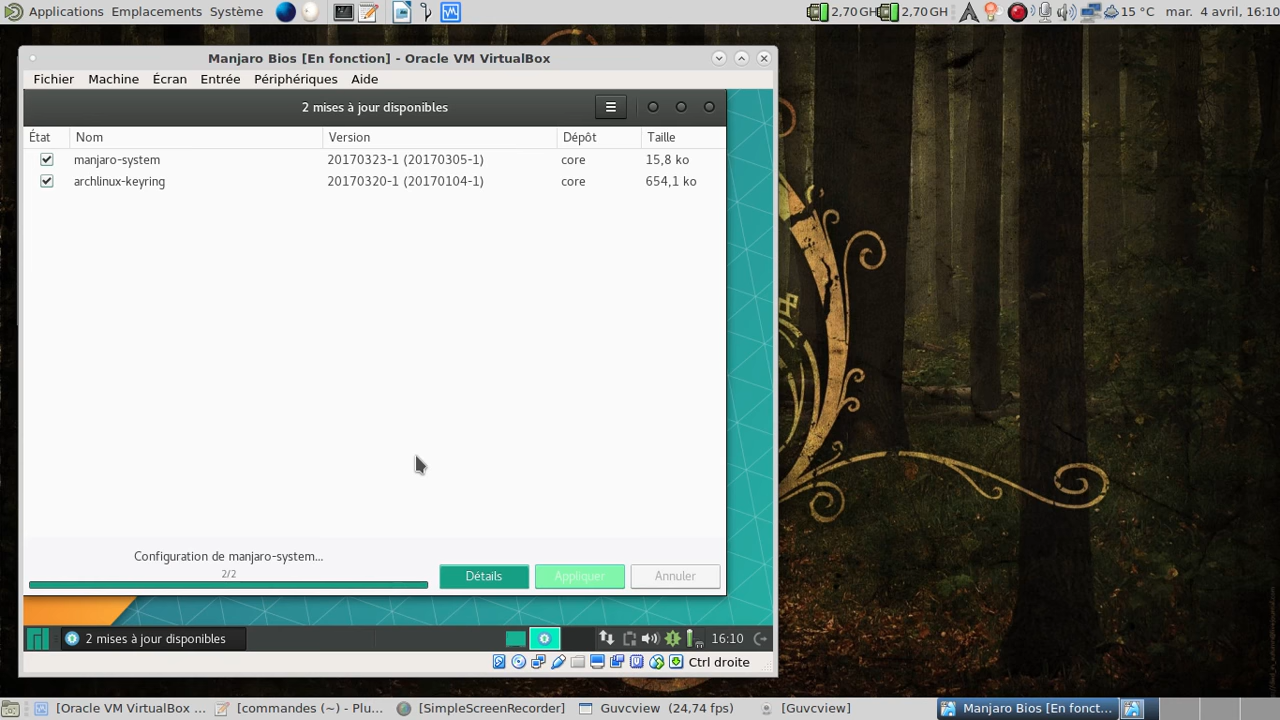 Applications Emplacements Système 2,70 GH 2,70 GH 15 °C mar. 4 avril, 16:10
Manjaro Bios [En fonction] - Oracle VM VirtualBox
Fichier Machine Écran Entrée Périphériques Aide
2 mises à jour disponibles
État Nom Version Dépôt Taille
manjaro-system 20170323-1 (20170305-1) core 15,8 ko
archlinux-keyring 20170320-1 (20170104-1) core 654,1 ko
Configuration de manjaro-system...
2/2
Détails Appliquer Annuler
2 mises à jour disponibles 16:10
Ctrl droite
[Oracle VM VirtualBox ... [commandes (~) - Plu... [SimpleScreenRecorder] Guvcview (24,74 fps) [Guvcview] Manjaro Bios [En fonct...